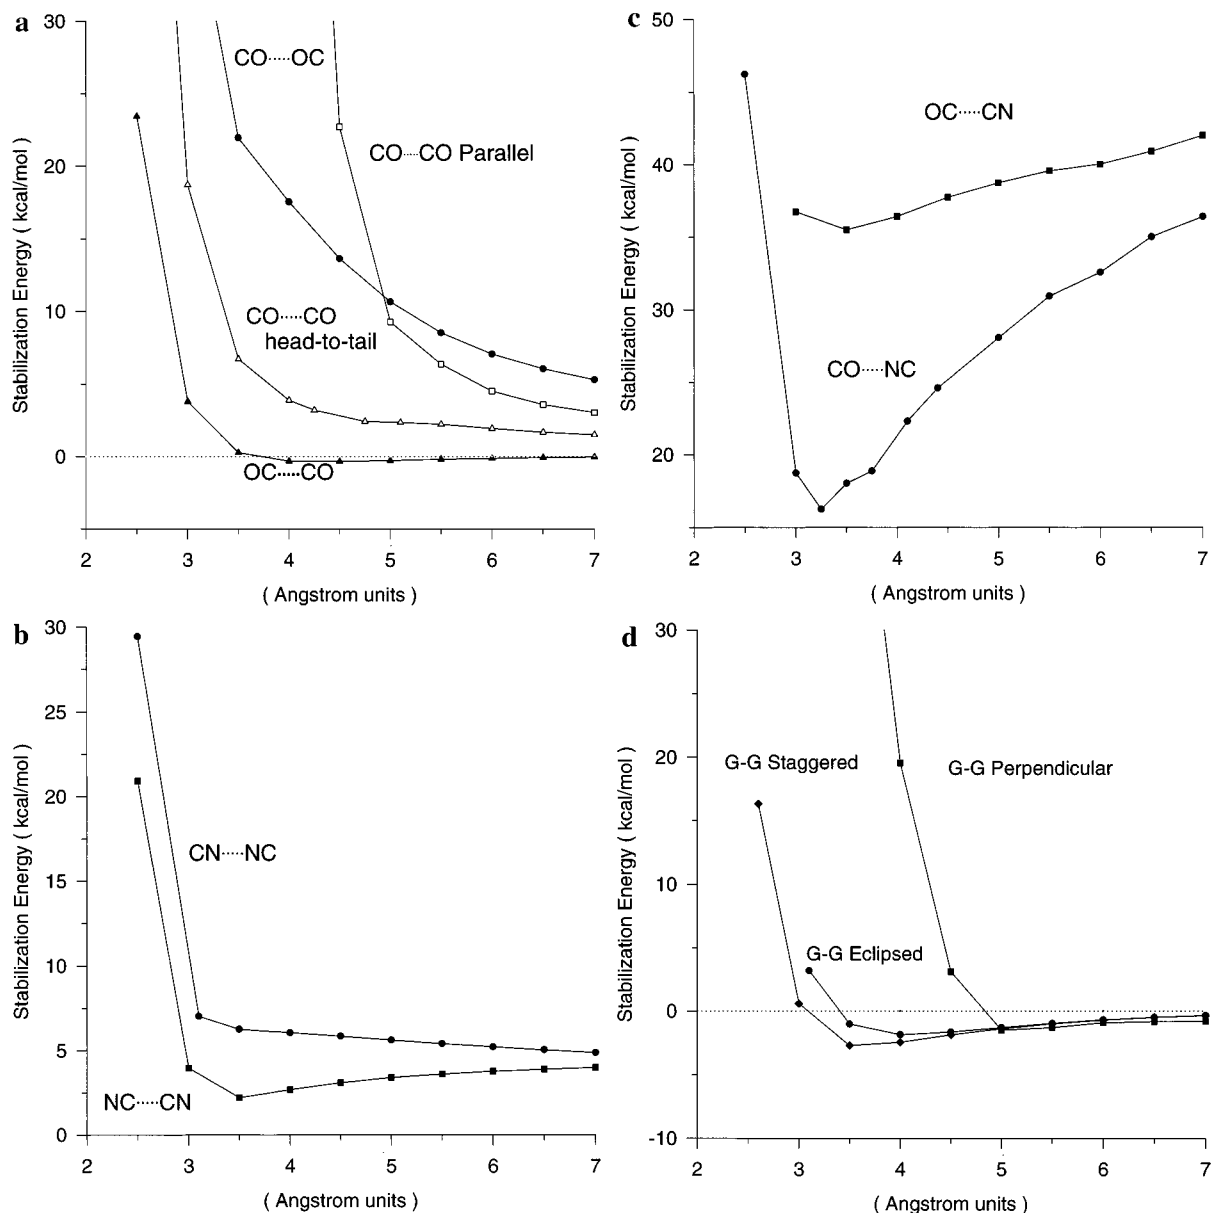 a
30
20
10
0
Stabilization Energy ( kcal/mol )
CO·····OC
CO·····CO Parallel
CO·····CO
head-to-tail
OC·····CO
2 3 4 5 6 7
( Angstrom units )
c
50
40
30
20
Stabilization Energy ( kcal/mol )
OC·····CN
CO·····NC
2 3 4 5 6 7
( Angstrom units )
b
30
25
20
15
10
5
0
Stabilization Energy ( kcal/mol )
CN·····NC
NC·····CN
2 3 4 5 6 7
( Angstrom units )
d
30
20
10
0
-10
Stabilization Energy ( kcal/mol )
G-G Staggered
G-G Perpendicular
G-G Eclipsed
2 3 4 5 6 7
( Angstrom units )